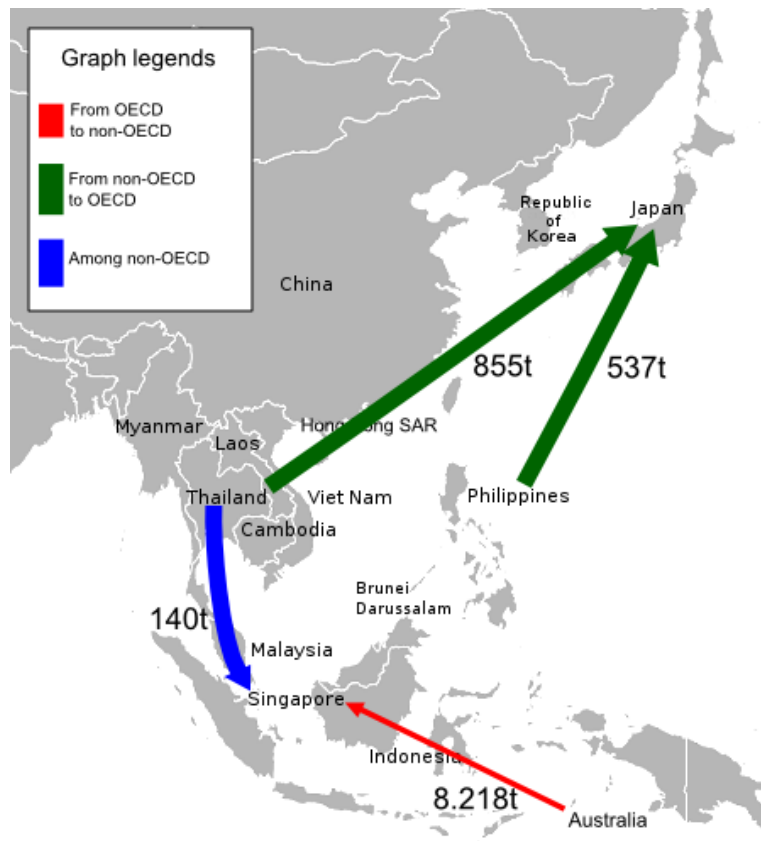 Graph legends
From OECD
to non-OECD
From non-OECD
to OECD
Among non-OECD
Republic
of
Korea
Japan
China
855t
537t
Myanmar
Hong Kong SAR
Laos
Thailand
Viet Nam
Philippines
Cambodia
Brunei
Darussalam
140t
Malaysia
Singapore
Indonesia
8.218t
Australia